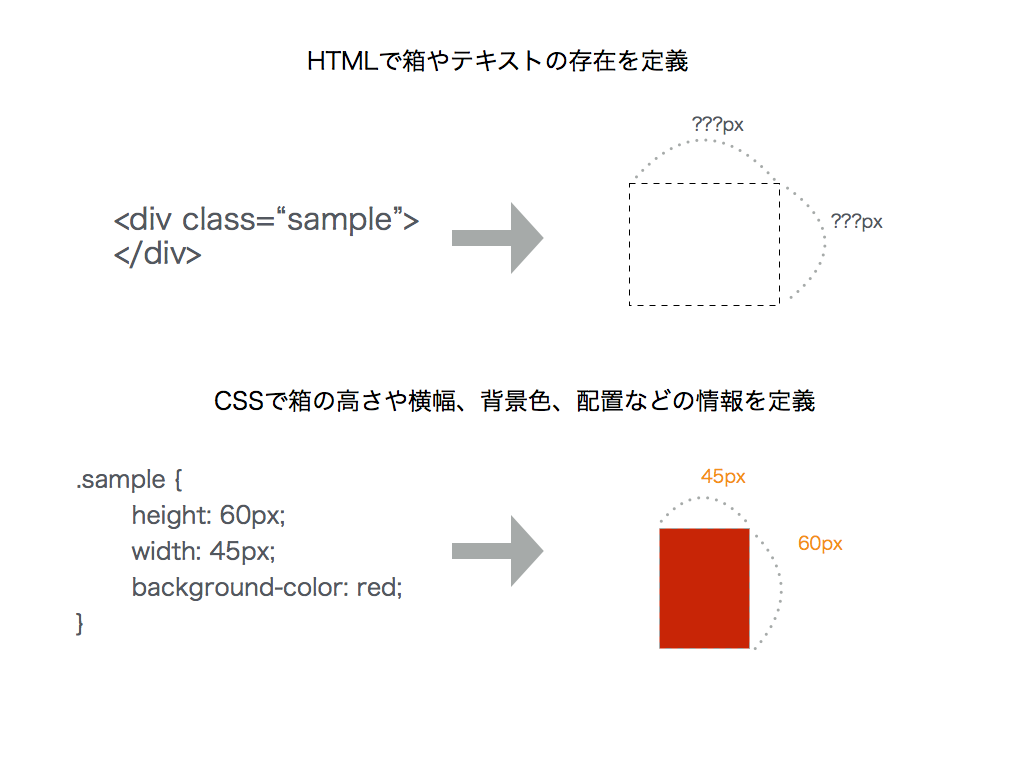 HTMLで箱やテキストの存在を定義
???px
<div class=“sample”>
</div>
???px
CSSで箱の高さや横幅、背景色、配置などの情報を定義
.sample {
height: 60px;
width: 45px;
background-color: red;
}
45px
60px